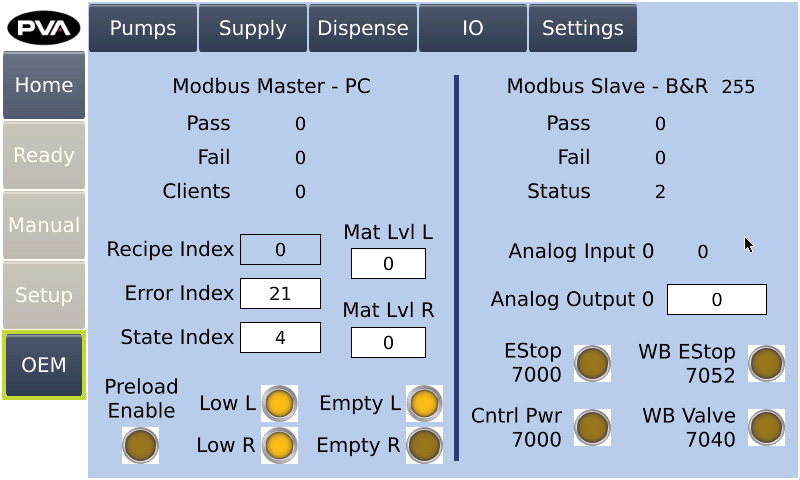 PVA
Pumps
Supply
Dispense
IO
Settings
Home
Ready
Manual
Setup
OEM
Modbus Master - PC
Pass 0
Fail 0
Clients 0
Recipe Index 0
Error Index 21
State Index 4
Mat Lvl L
0
Mat Lvl R
0
Preload
Enable
Low L
Empty L
Low R
Empty R
Modbus Slave - B&R 255
Pass 0
Fail 0
Status 2
Analog Input 0 0
Analog Output 0 0
EStop
7000
WB EStop
7052
Cntrl Pwr
7000
WB Valve
7040